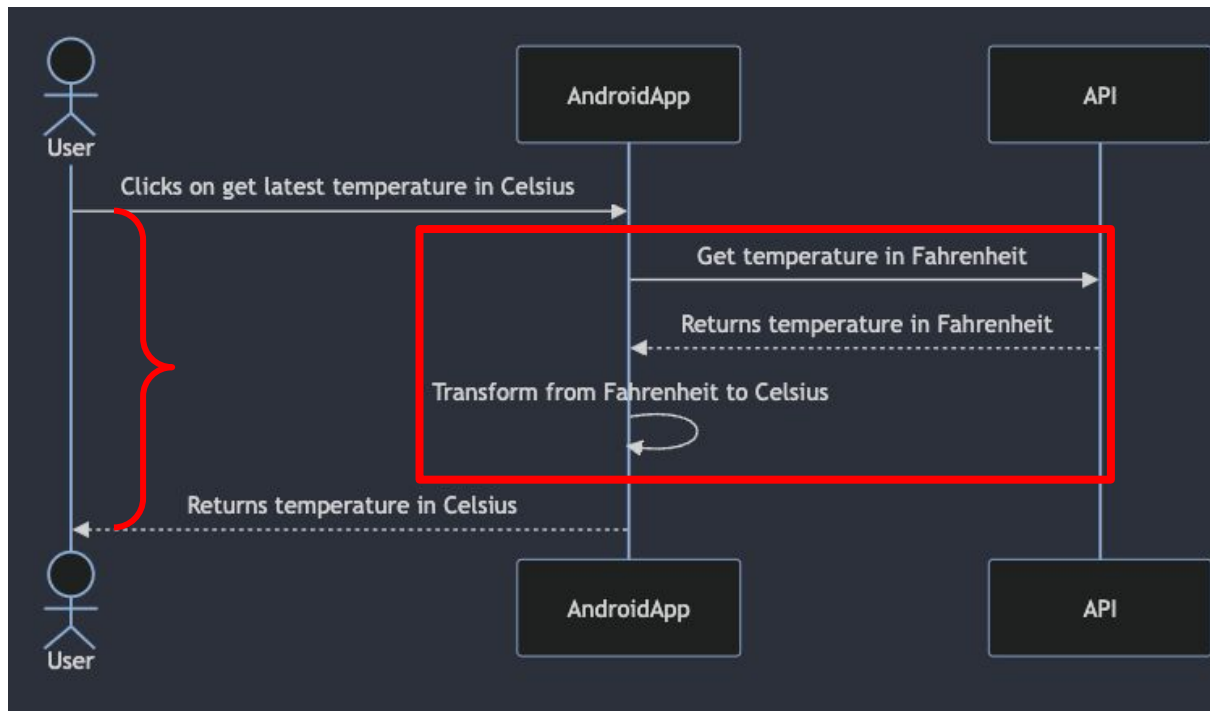 AndroidApp
API
User
Clicks on get latest temperature in Celsius
Get temperature in Fahrenheit
Returns temperature in Fahrenheit
Transform from Fahrenheit to Celsius
Returns temperature in Celsius
AndroidApp
API
User